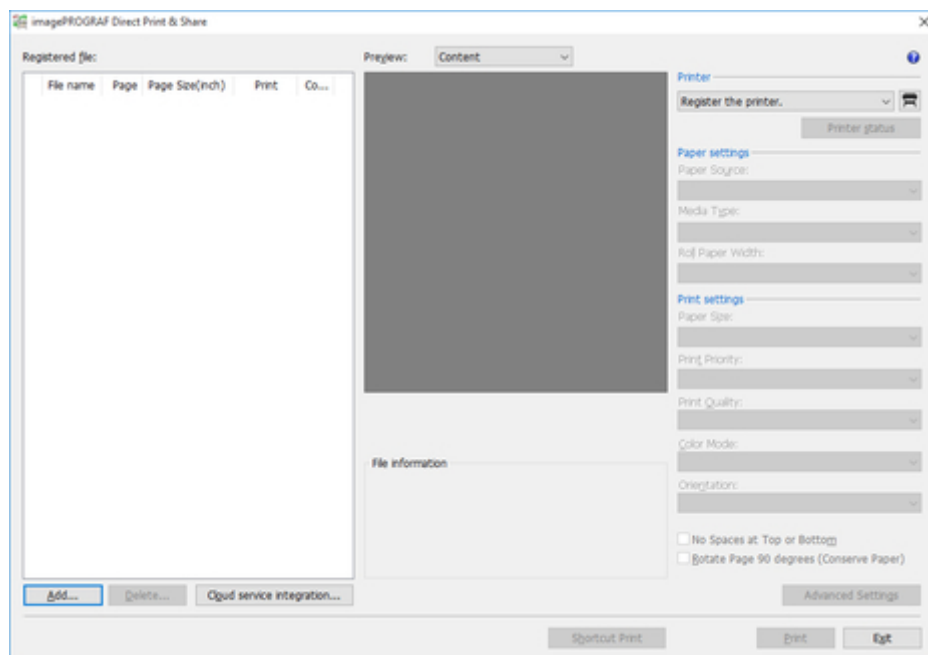 imagePROGRAF Direct Print & Share
Registered file:
File name Page Page Size(inch) Print Co...
Preview: Content
Printer
Register the printer.
Printer status
Paper settings
Paper Source:
Media Type:
Roll Paper Width:
Print settings
Paper Size:
Print Priority:
Print Quality:
Color Mode:
Orientation:
File information
No Spaces at Top or Bottom
Rotate Page 90 degrees (Conserve Paper)
Add... Delete... Cloud service integration... Advanced Settings
Shortcut Print Print Exit